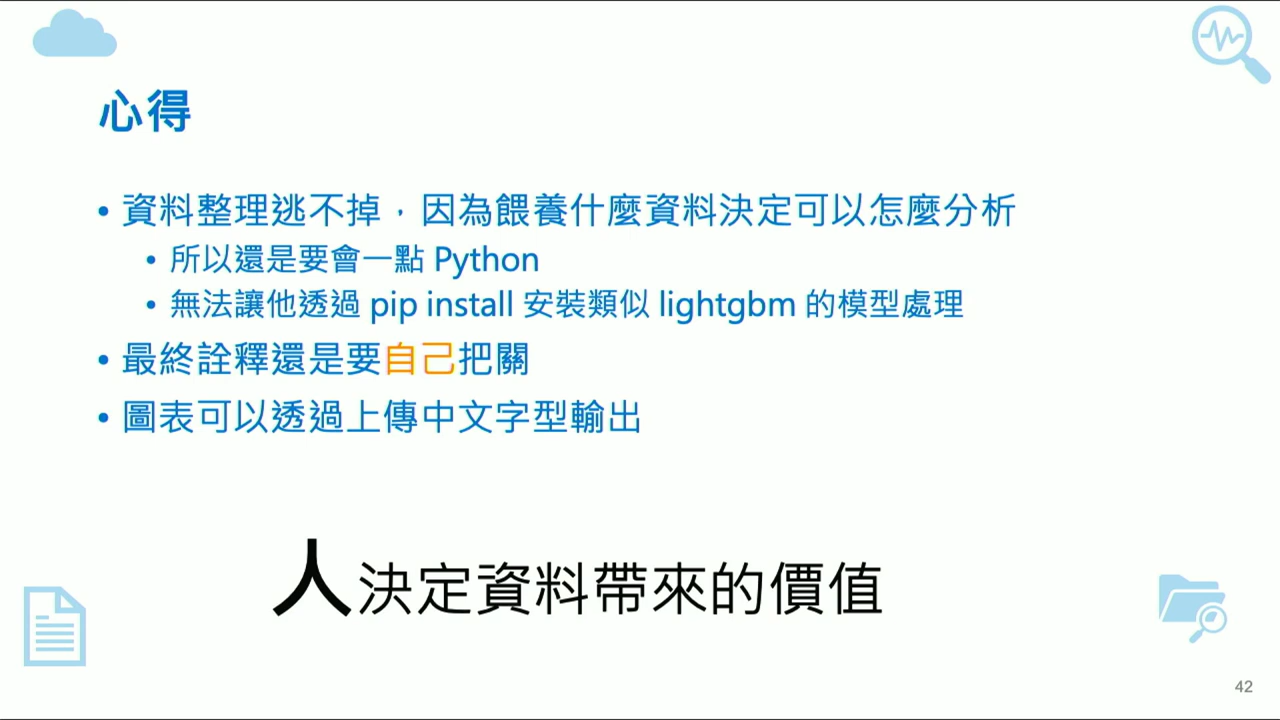 心得
• 資料整理逃不掉，因為餵養什麼資料決定可以怎麼分析
• 所以還是要會一點 Python
• 無法讓他透過 pip install 安裝類似 lightgbm 的模型處理
• 最終詮釋還是要自己把關
• 圖表可以透過上傳中文字型輸出
人決定資料帶來的價值
42